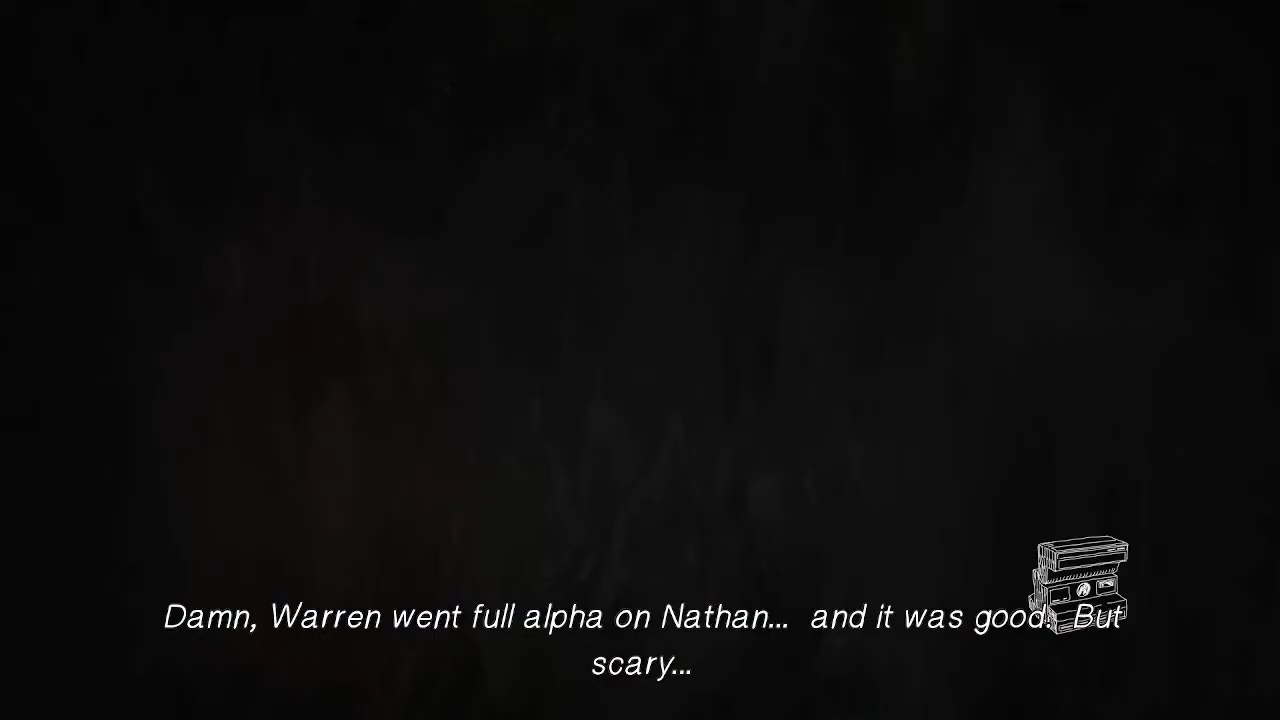 Damn, Warren went full alpha on Nathan...  and it was good.  But
scary...